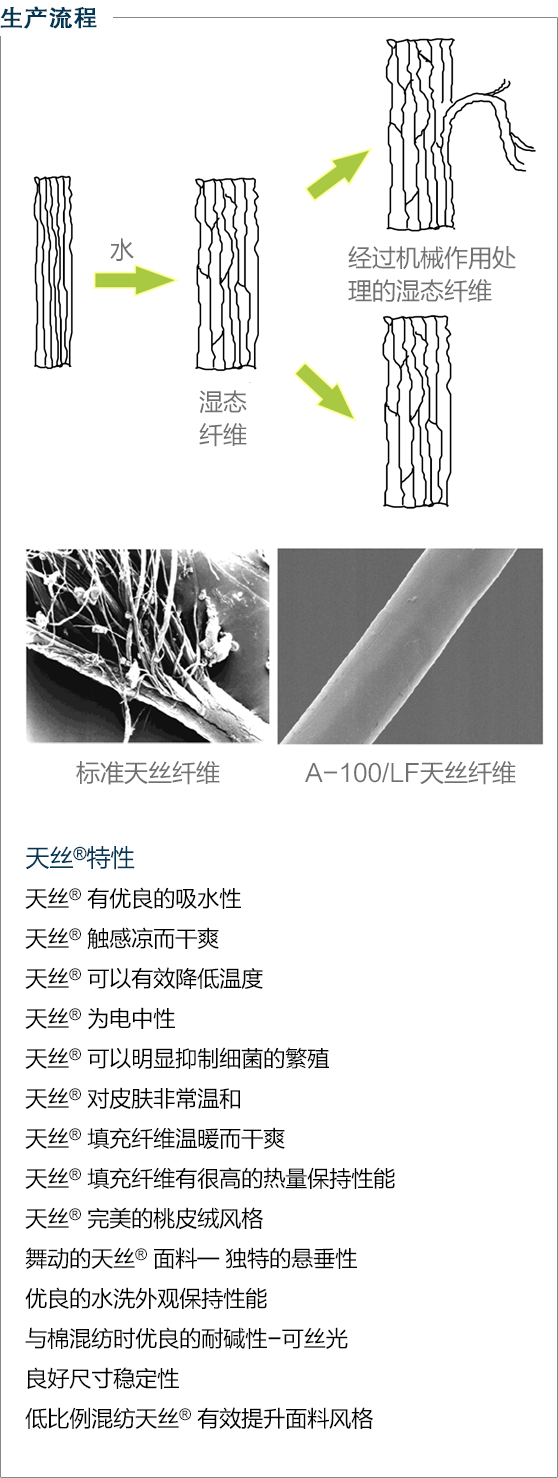 生产流程
水
湿态
纤维
经过机械作用处
理的湿态纤维
标准天丝纤维
A-100/LF天丝纤维
天丝®特性
天丝® 有优良的吸水性
天丝® 触感凉而干爽
天丝® 可以有效降低温度
天丝® 为电中性
天丝® 可以明显抑制细菌的繁殖
天丝® 对皮肤非常温和
天丝® 填充纤维温暖而干爽
天丝® 填充纤维有很高的热量保持性能
天丝® 完美的桃皮绒风格
舞动的天丝® 面料— 独特的悬垂性
优良的水洗外观保持性能
与棉混纺时优良的耐碱性-可丝光
良好尺寸稳定性
低比例混纺天丝® 有效提升面料风格